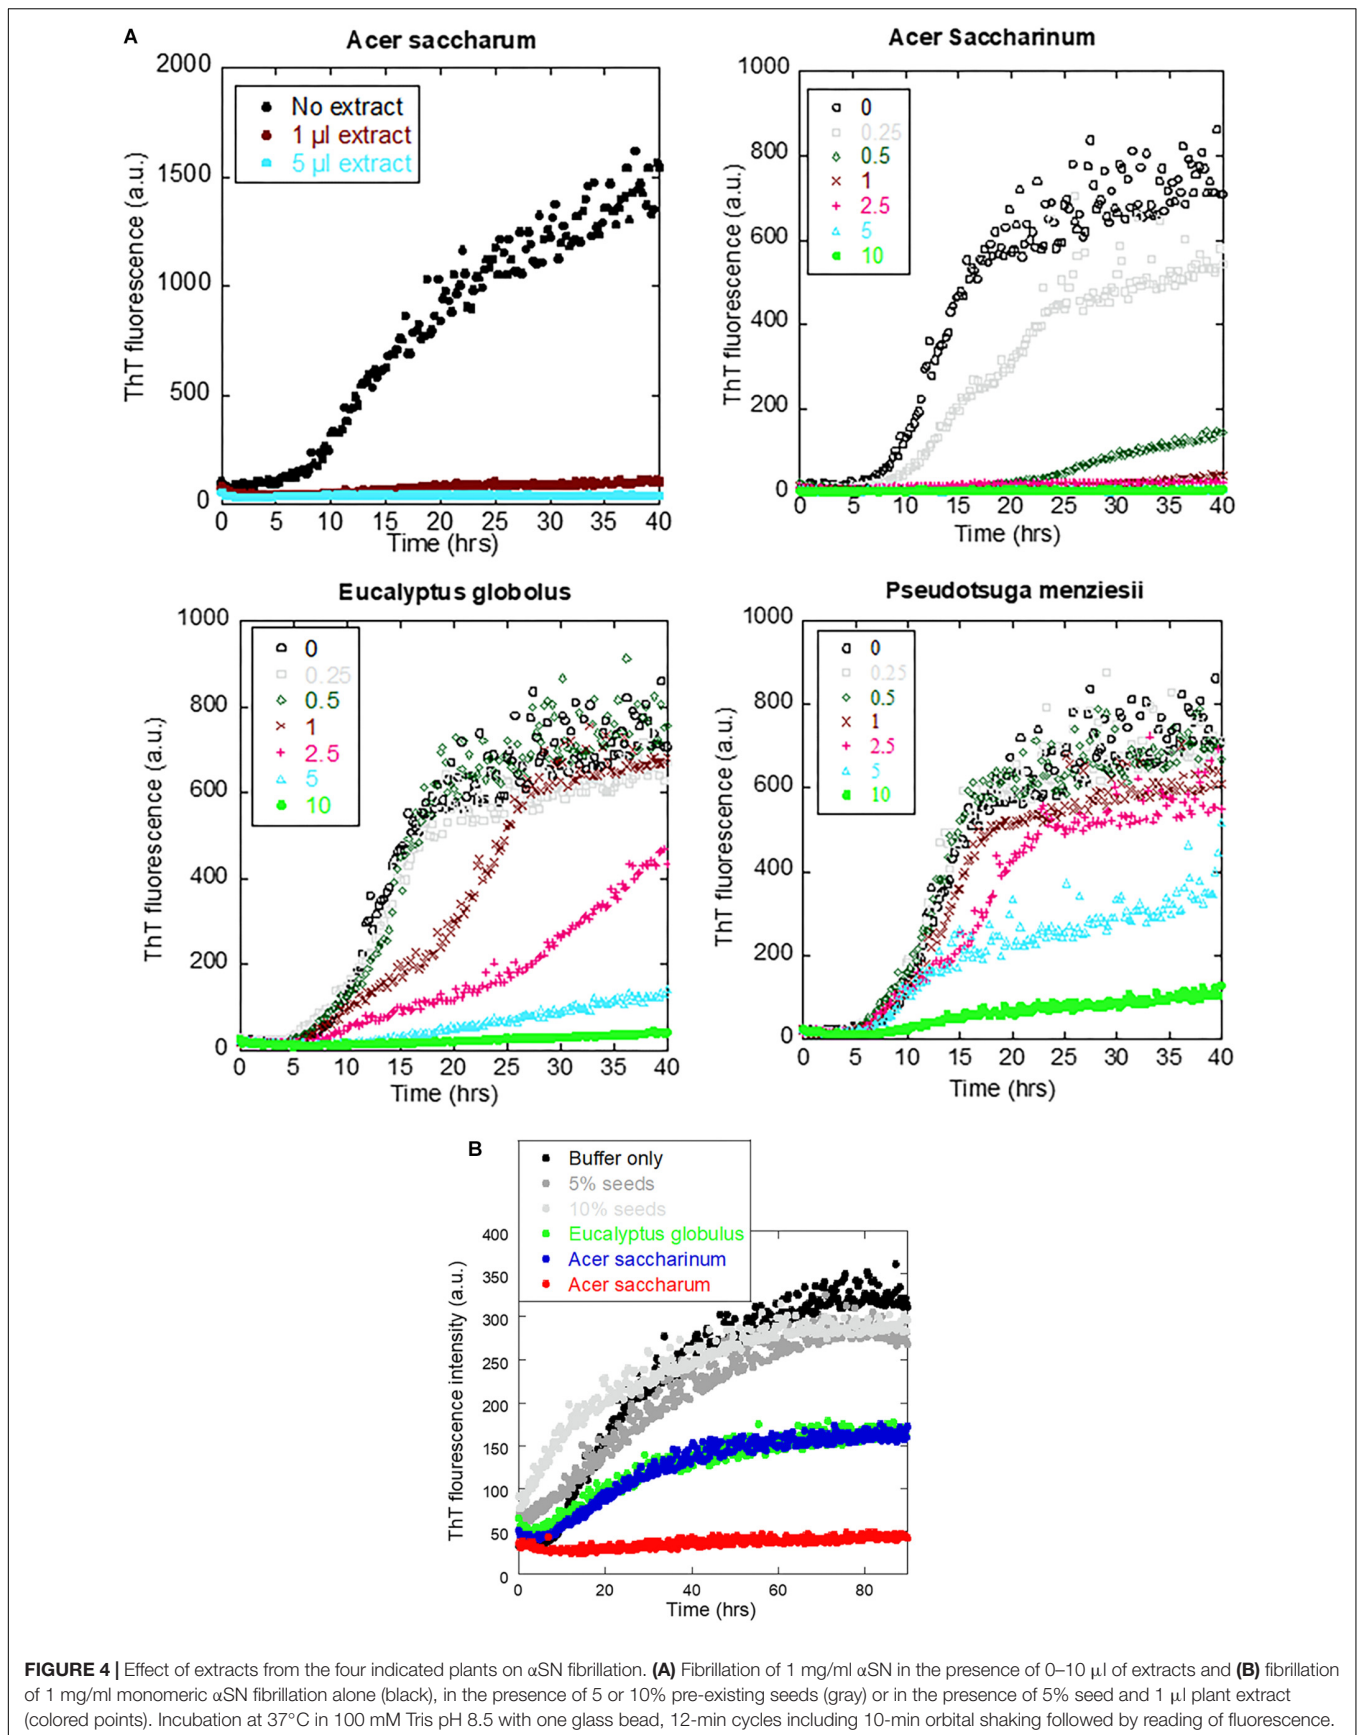 A
Acer saccharum
2000
1500
1000
500
0
ThT fluorescence (a.u.)
No extract
1 µl extract
5 µl extract
0 5 10 15 20 25 30 35 40
Time (hrs)
Acer Saccharinum
1000
800
600
400
200
0
ThT fluorescence (a.u.)
0
0.25
0.5
1
2.5
5
10
0 5 10 15 20 25 30 35 40
Time (hrs)
Eucalyptus globolus
1000
800
600
400
200
0
ThT fluorescence (a.u.)
0
0.25
0.5
1
2.5
5
10
0 5 10 15 20 25 30 35 40
Time (hrs)
Pseudotsuga menziesii
1000
800
600
400
200
0
ThT fluorescence (a.u.)
0
0.25
0.5
1
2.5
5
10
0 5 10 15 20 25 30 35 40
Time (hrs)
B
Buffer only
5% seeds
10% seeds
Eucalyptus globulus
Acer saccharinum
Acer saccharum
400
350
300
250
200
150
100
50
0
ThT flourescence intensity (a.u.)
0 20 40 60 80
Time (hrs)
FIGURE 4 | Effect of extracts from the four indicated plants on αSN fibrillation. (A) Fibrillation of 1 mg/ml αSN in the presence of 0–10 µl of extracts and (B) fibrillation
of 1 mg/ml monomeric αSN fibrillation alone (black), in the presence of 5 or 10% pre-existing seeds (gray) or in the presence of 5% seed and 1 µl plant extract
(colored points). Incubation at 37°C in 100 mM Tris pH 8.5 with one glass bead, 12-min cycles including 10-min orbital shaking followed by reading of fluorescence.